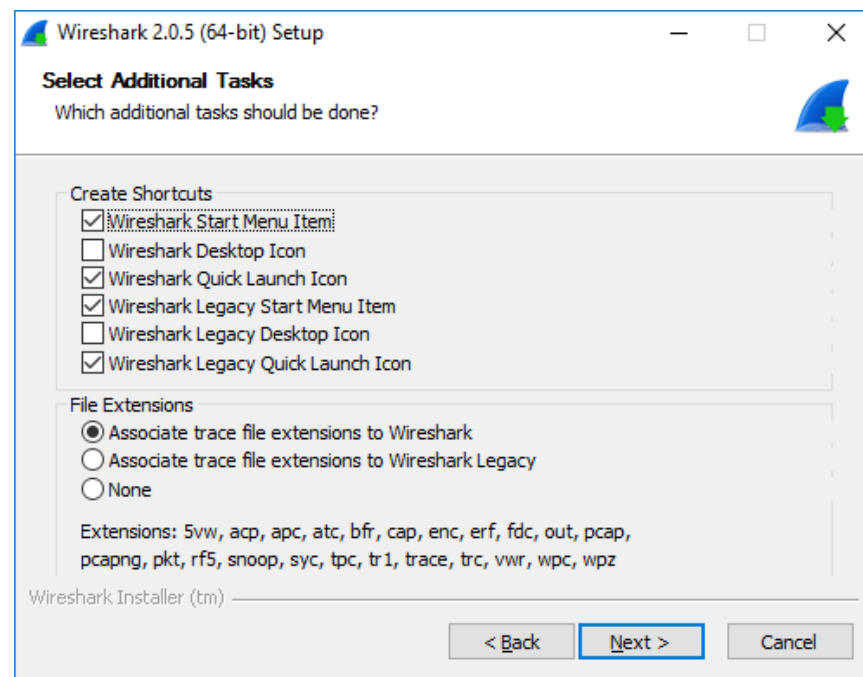 Wireshark 2.0.5 (64-bit) Setup
Select Additional Tasks
Which additional tasks should be done?
Create Shortcuts
Wireshark Start Menu Item
Wireshark Desktop Icon
Wireshark Quick Launch Icon
Wireshark Legacy Start Menu Item
Wireshark Legacy Desktop Icon
Wireshark Legacy Quick Launch Icon
File Extensions
Associate trace file extensions to Wireshark
Associate trace file extensions to Wireshark Legacy
None
Extensions: 5vw, acp, apc, atc, bfr, cap, enc, erf, fdc, out, pcap,
pcapng, pkt, rf5, snoop, syc, tpc, tr1, trace, trc, vwr, wpc, wpz
Wireshark Installer (tm)
< Back Next > Cancel